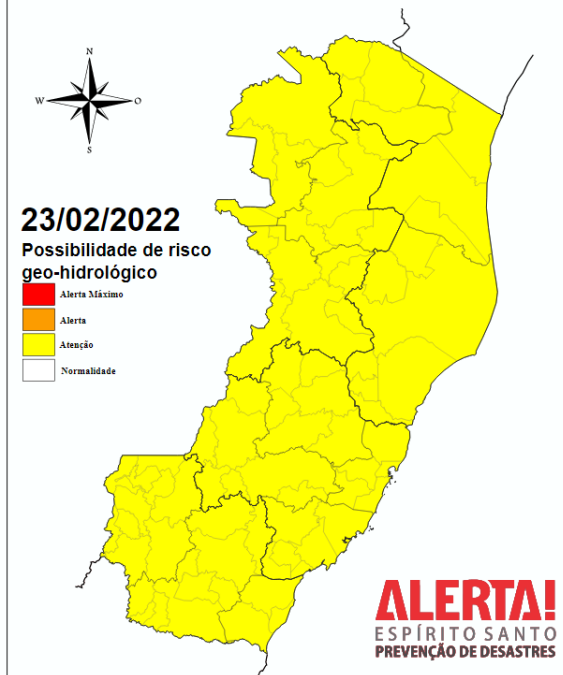 N
W
O
S
23/02/2022
Possibilidade de risco
geo-hidrológico
Alerta Máximo
Alerta
Atenção
Normalidade
ALERTA!
ESPÍRITO SANTO
PREVENÇÃO DE DESASTRES